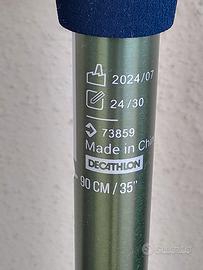 2024/07
24/30
73859
Made in Chi
DECATHLON
90 CM / 35"